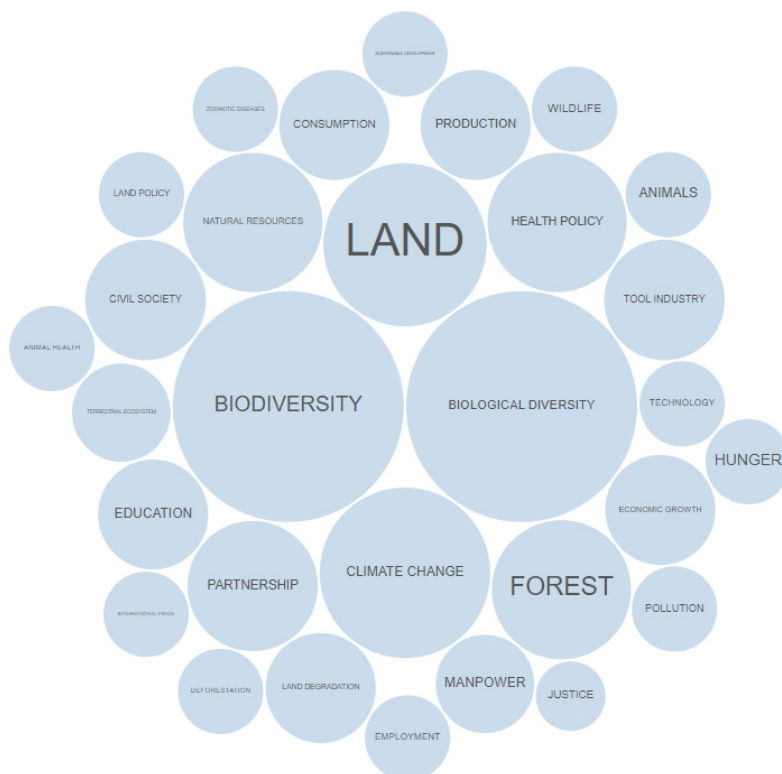 SUSTAINABLE DEVELOPMENT
ZOONOTIC DISEASES
CONSUMPTION
PRODUCTION
WILDLIFE
LAND POLICY
NATURAL RESOURCES
LAND
HEALTH POLICY
ANIMALS
CIVIL SOCIETY
TOOL INDUSTRY
ANIMAL HEALTH
TERRESTRIAL ECOSYSTEM
BIODIVERSITY
BIOLOGICAL DIVERSITY
TECHNOLOGY
HUNGER
EDUCATION
ECONOMIC GROWTH
PARTNERSHIP
CLIMATE CHANGE
FOREST
INTERNATIONAL TRADE
POLLUTION
DEFORESTATION
LAND DEGRADATION
MANPOWER
JUSTICE
EMPLOYMENT